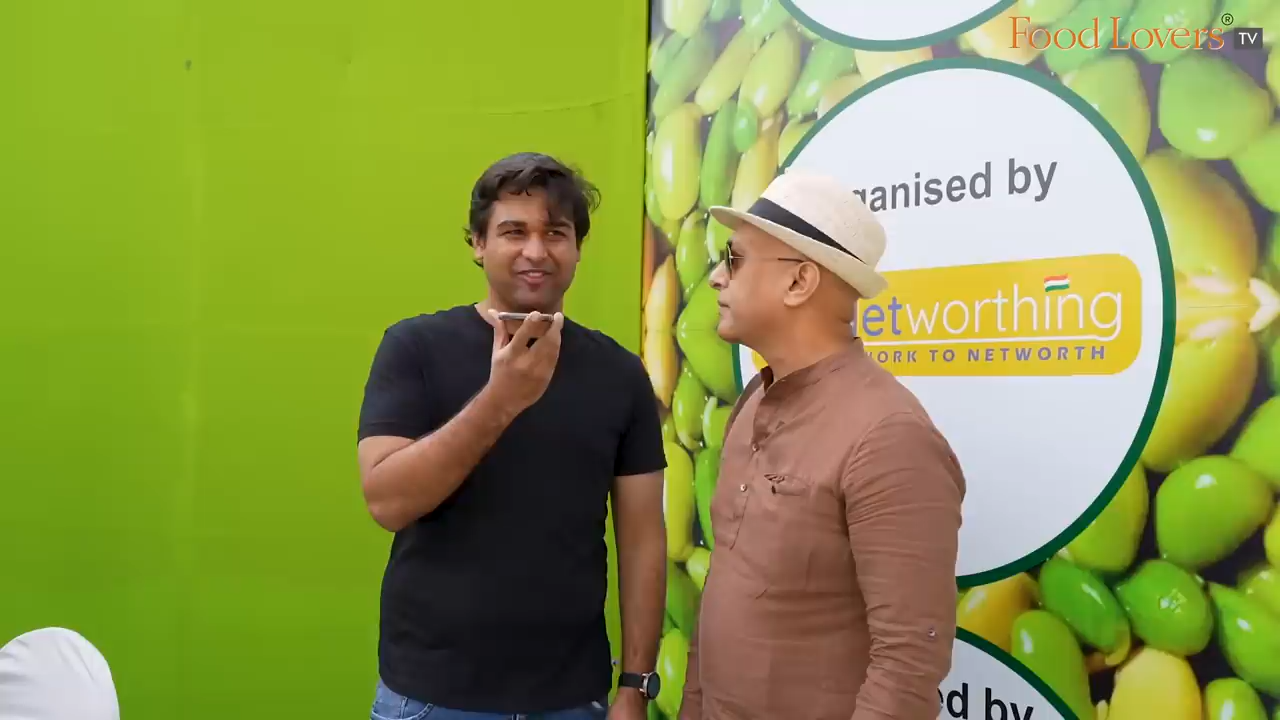 Food Lovers® TV
ganised by
etworthing
WORK TO NETWORTH
ed by